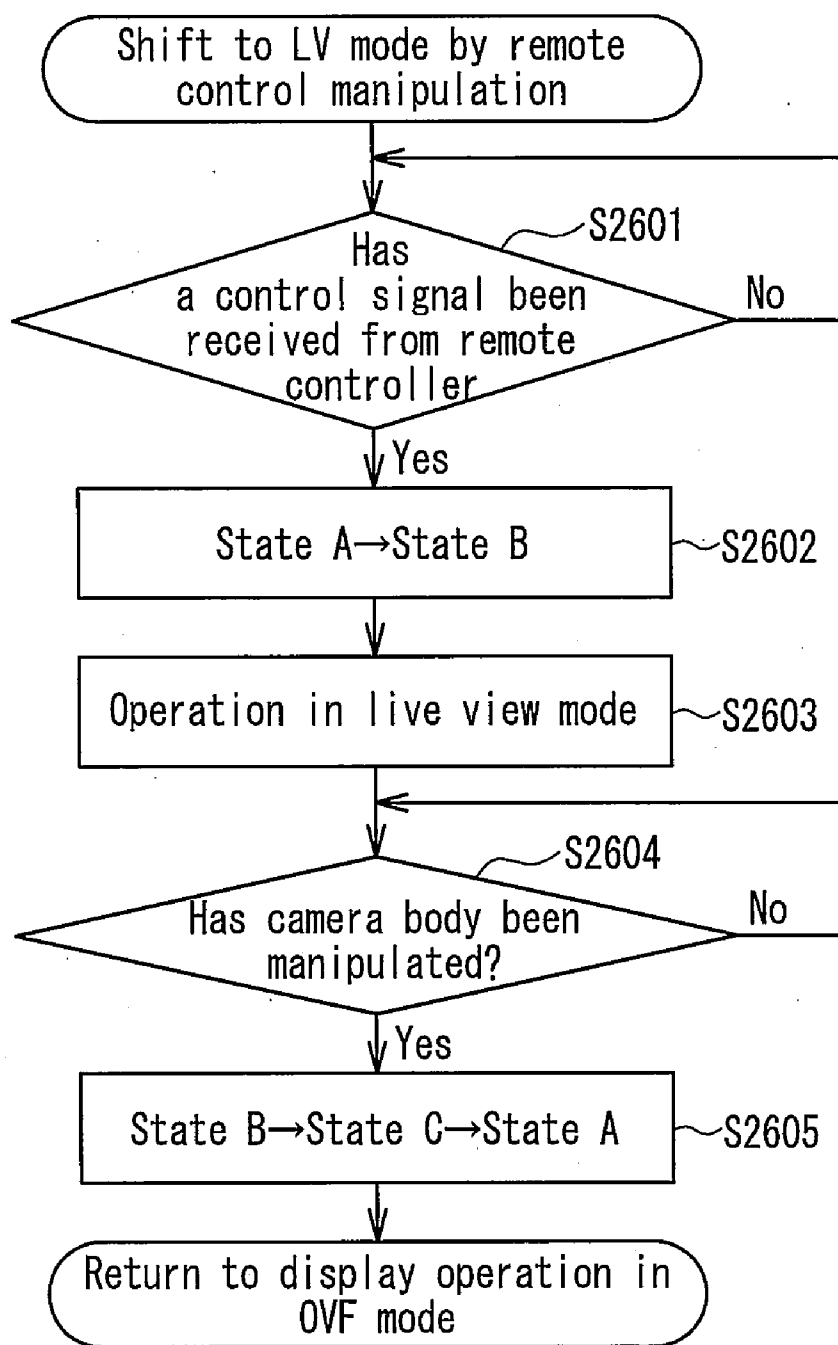 Shift to LV mode by remote
control manipulation
S2601
Has
a control signal been
received from remote
controller
No
Yes
State A→State B
S2602
Operation in live view mode
S2603
S2604
Has camera body been
manipulated?
No
Yes
State B→State C→State A
S2605
Return to display operation in
OVF mode